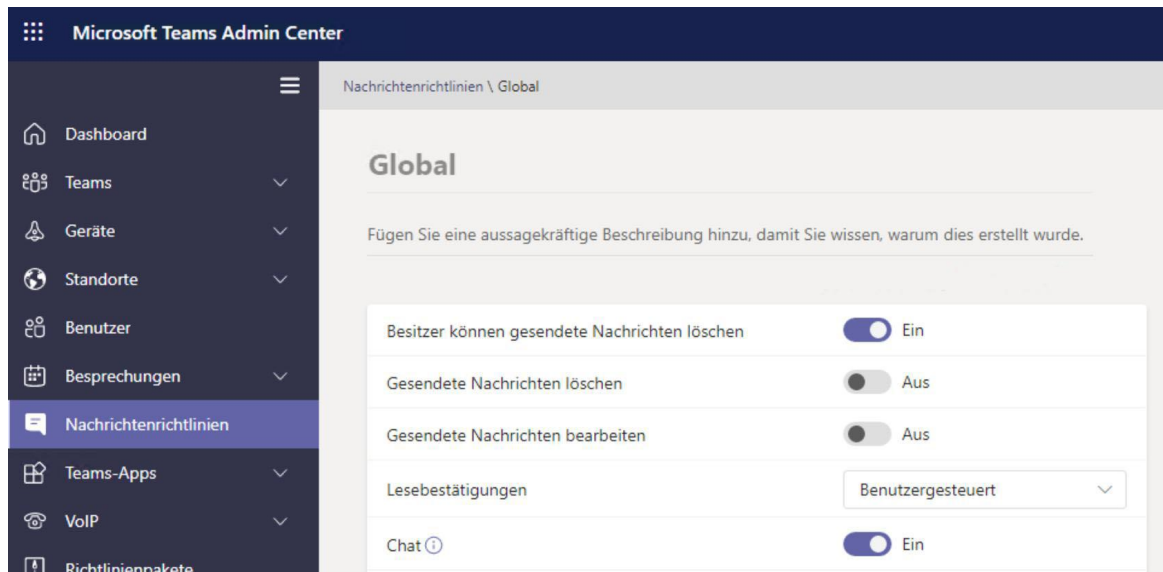 Microsoft Teams Admin Center
Nachrichtenrichtlinien \ Global
Dashboard
Teams
Geräte
Standorte
Benutzer
Besprechungen
Nachrichtenrichtlinien
Teams-Apps
VoIP
Richtlinienpakete
Global
Fügen Sie eine aussagekräftige Beschreibung hinzu, damit Sie wissen, warum dies erstellt wurde.
Besitzer können gesendete Nachrichten löschen Ein
Gesendete Nachrichten löschen Aus
Gesendete Nachrichten bearbeiten Aus
Lesebestätigungen Benutzergesteuert
Chat Ein